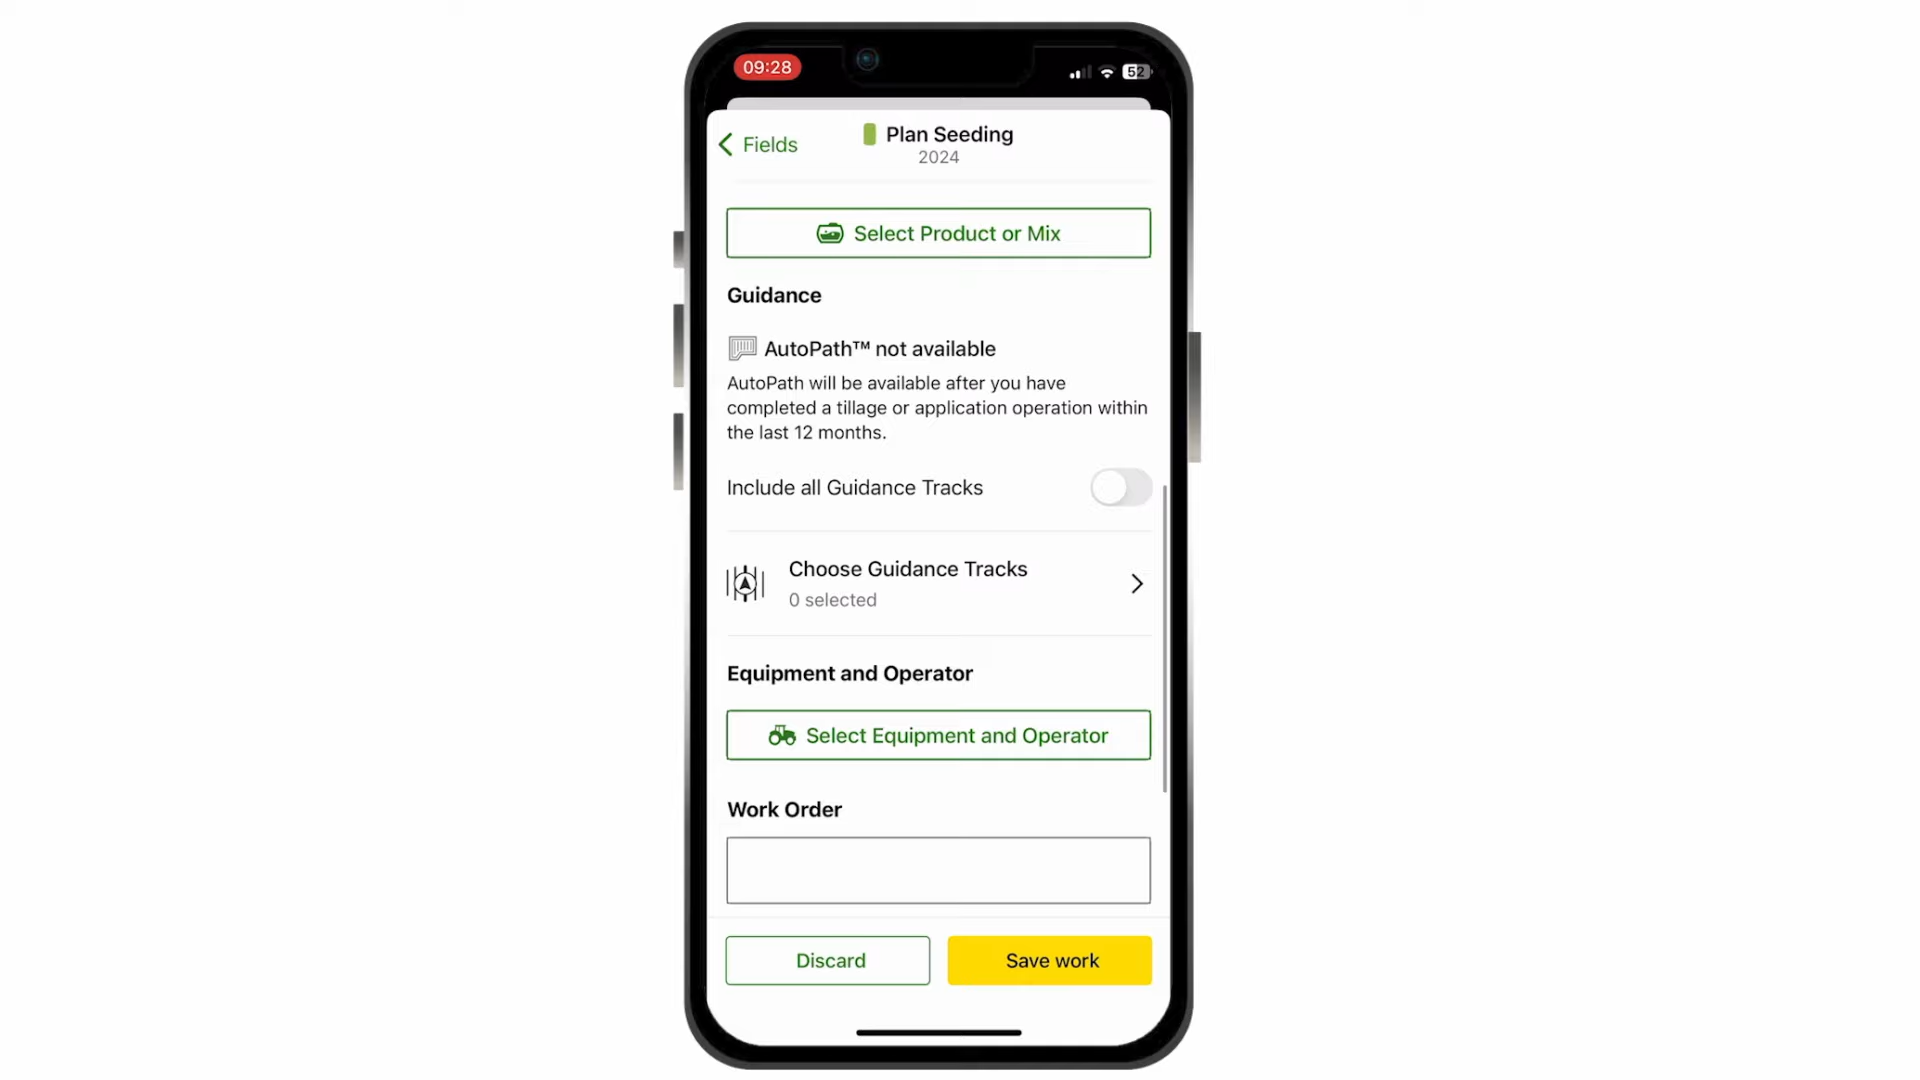 09:28
52
Fields
Plan Seeding
2024
Select Product or Mix
Guidance
AutoPath™ not available
AutoPath will be available after you have
completed a tillage or application operation within
the last 12 months.
Include all Guidance Tracks
Choose Guidance Tracks
0 selected
Equipment and Operator
Select Equipment and Operator
Work Order
Discard
Save work